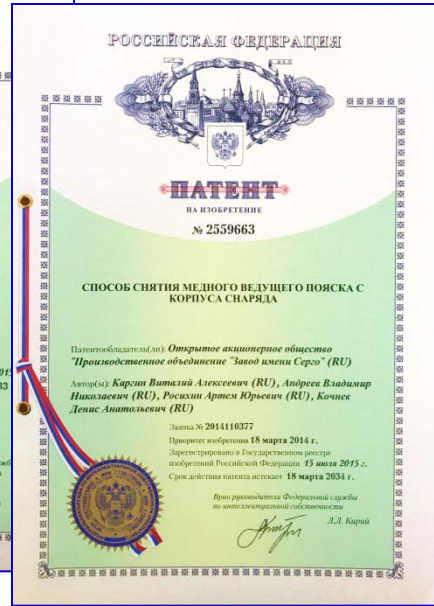 РОССИЙСКАЯ ФЕДЕРАЦИЯ
ПАТЕНТ
НА ИЗОБРЕТЕНИЕ
№ 2559663
СПОСОБ СНЯТИЯ МЕДНОГО ВЕДУЩЕГО ПОЯСКА С
КОРПУСА СНАРЯДА
Патентообладатель(ли): Открытое акционерное общество
"Производственное объединение "Завод имени Серго" (RU)
Автор(ы): Каргин Виталий Алексеевич (RU), Андреев Владимир
Николаевич (RU), Росихин Артем Юрьевич (RU), Кочнев
Денис Анатольевич (RU)
Заявка № 2014110377
Приоритет изобретения 18 марта 2014 г.
Зарегистрировано в Государственном реестре
изобретений Российской Федерации 15 июля 2015 г.
Срок действия патента истекает 18 марта 2034 г.
Врио руководителя Федеральной службы
по интеллектуальной собственности
Л.Л. Кирий